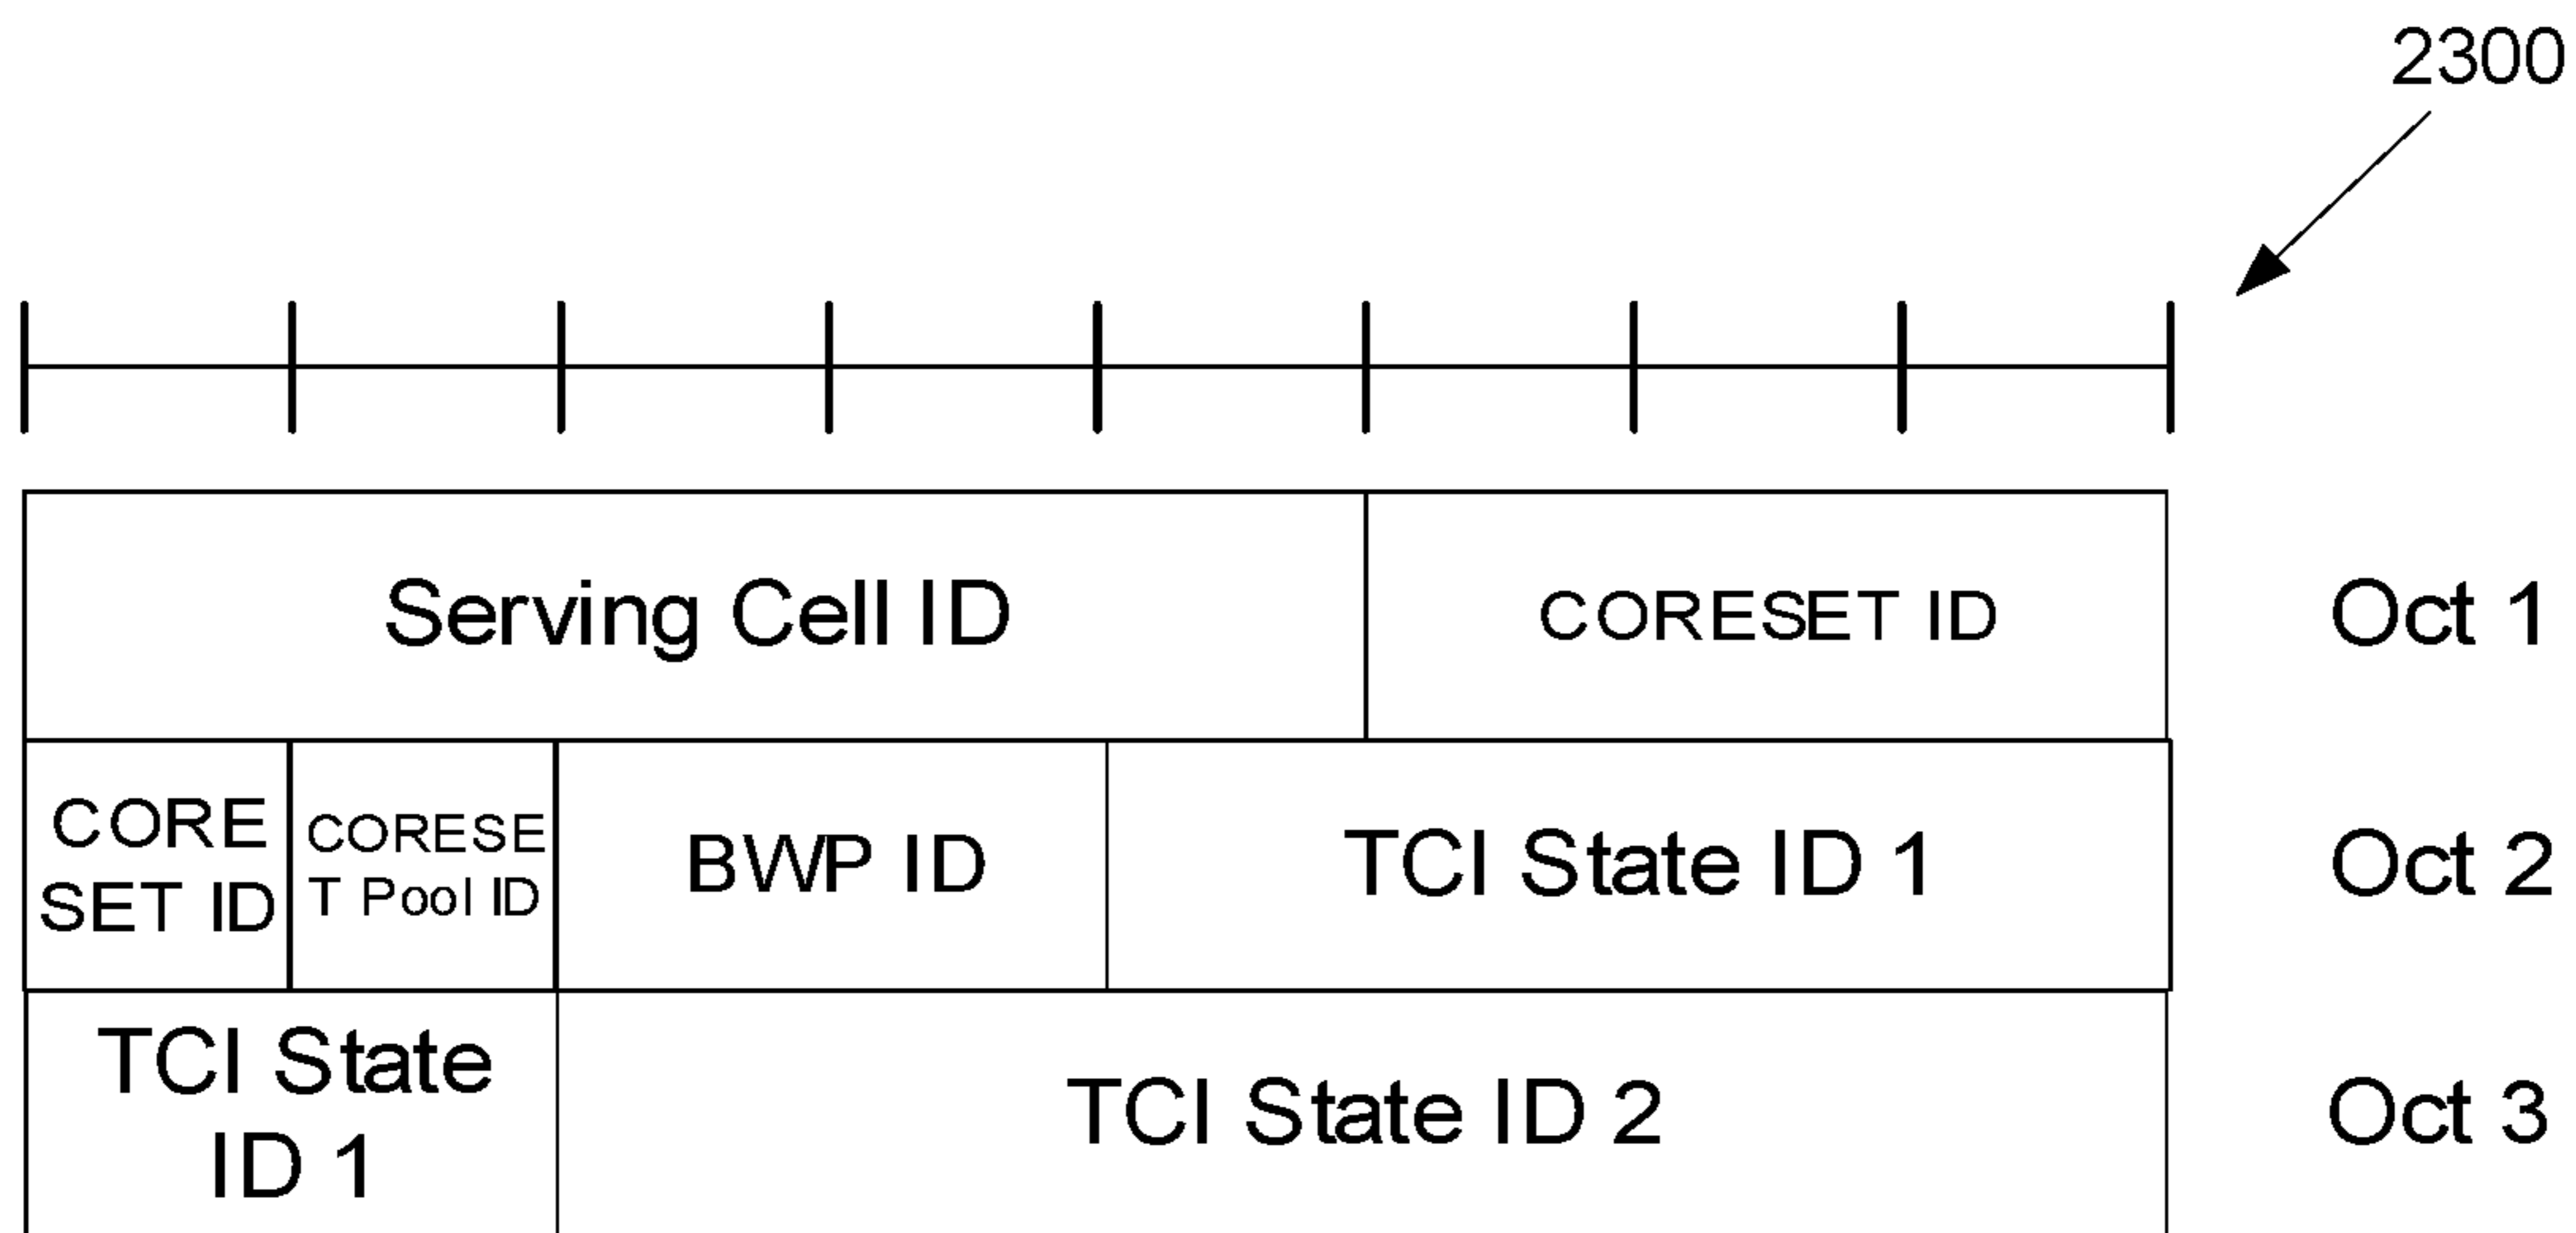 2300
Serving Cell ID
CORESET ID
Oct 1
CORE
SET ID
CORESE
T Pool ID
BWP ID
TCI State ID 1
Oct 2
TCI State
ID 1
TCI State ID 2
Oct 3